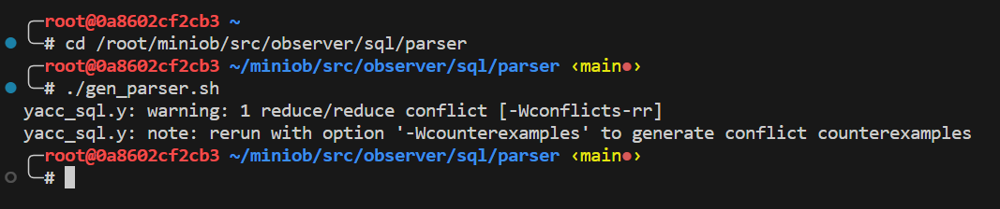 ╭─root@0a8602cf2cb3 ~
╰─# cd /root/miniob/src/observer/sql/parser
╭─root@0a8602cf2cb3 ~/miniob/src/observer/sql/parser ‹main●›
╰─# ./gen_parser.sh
yacc_sql.y: warning: 1 reduce/reduce conflict [-Wconflicts-rr]
yacc_sql.y: note: rerun with option '-Wcounterexamples' to generate conflict counterexamples
╭─root@0a8602cf2cb3 ~/miniob/src/observer/sql/parser ‹main●›
╰─#